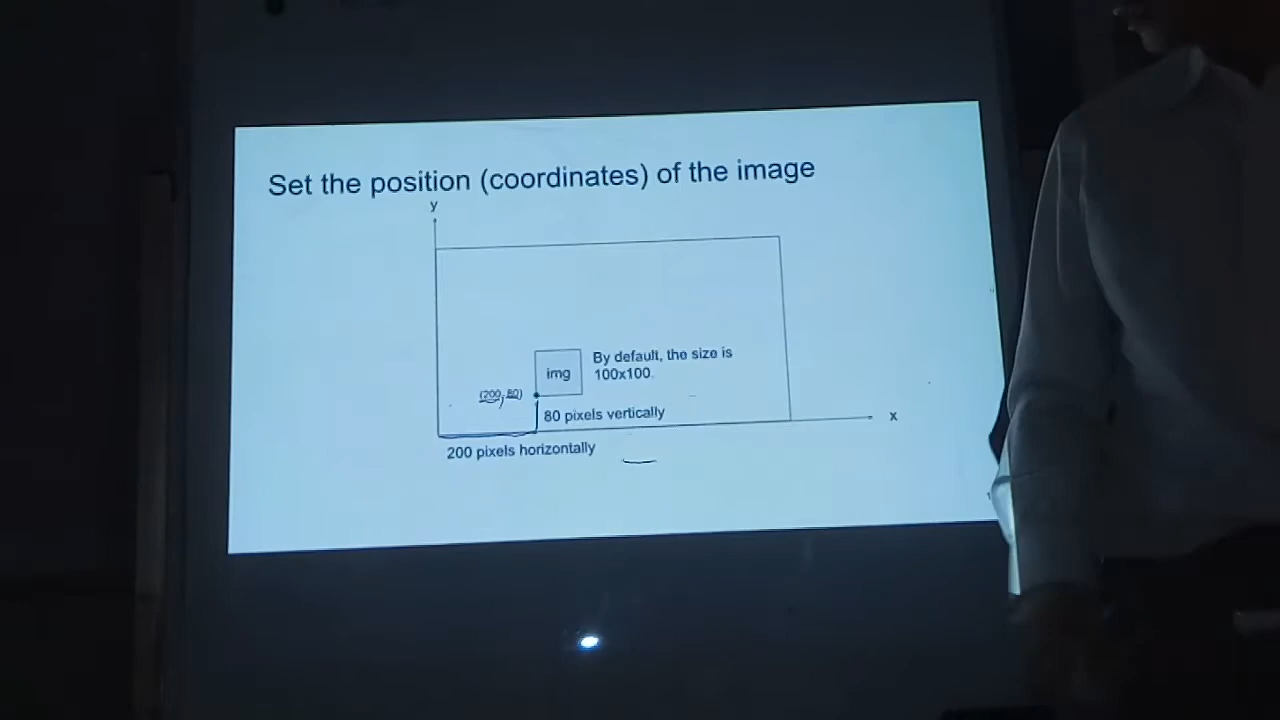 Set the position (coordinates) of the image
y
By default, the size is
100x100.
img
(200, 80)
80 pixels vertically
x
200 pixels horizontally